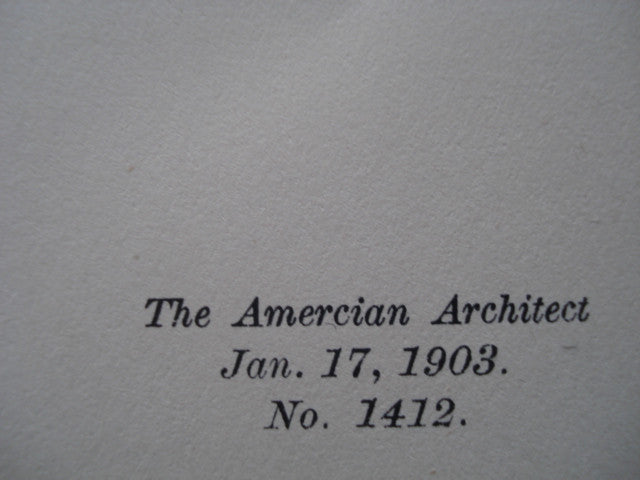 The Amercian Architect
Jan. 17, 1903.
No. 1412.